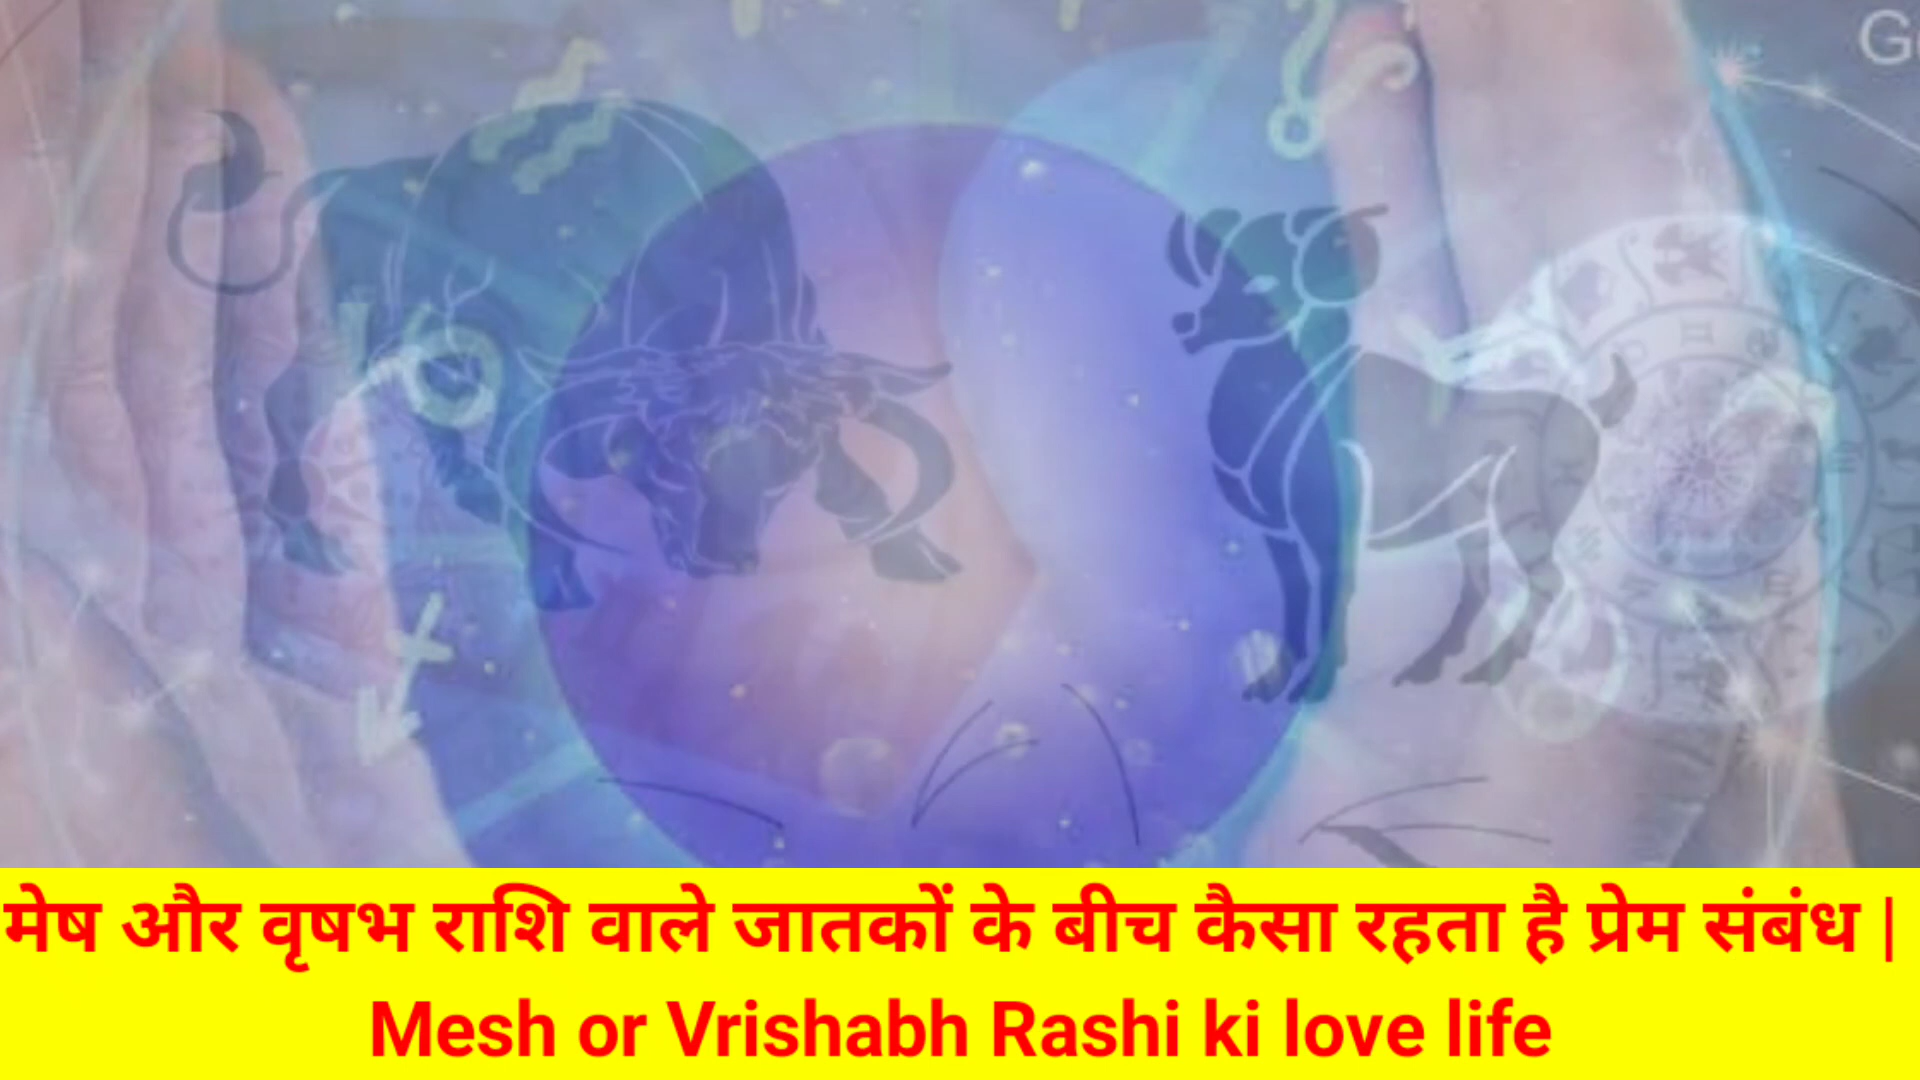 मेष और वृषभ राशि वाले जातकों के बीच कैसा रहता है प्रेम संबंध |
Mesh or Vrishabh Rashi ki love life